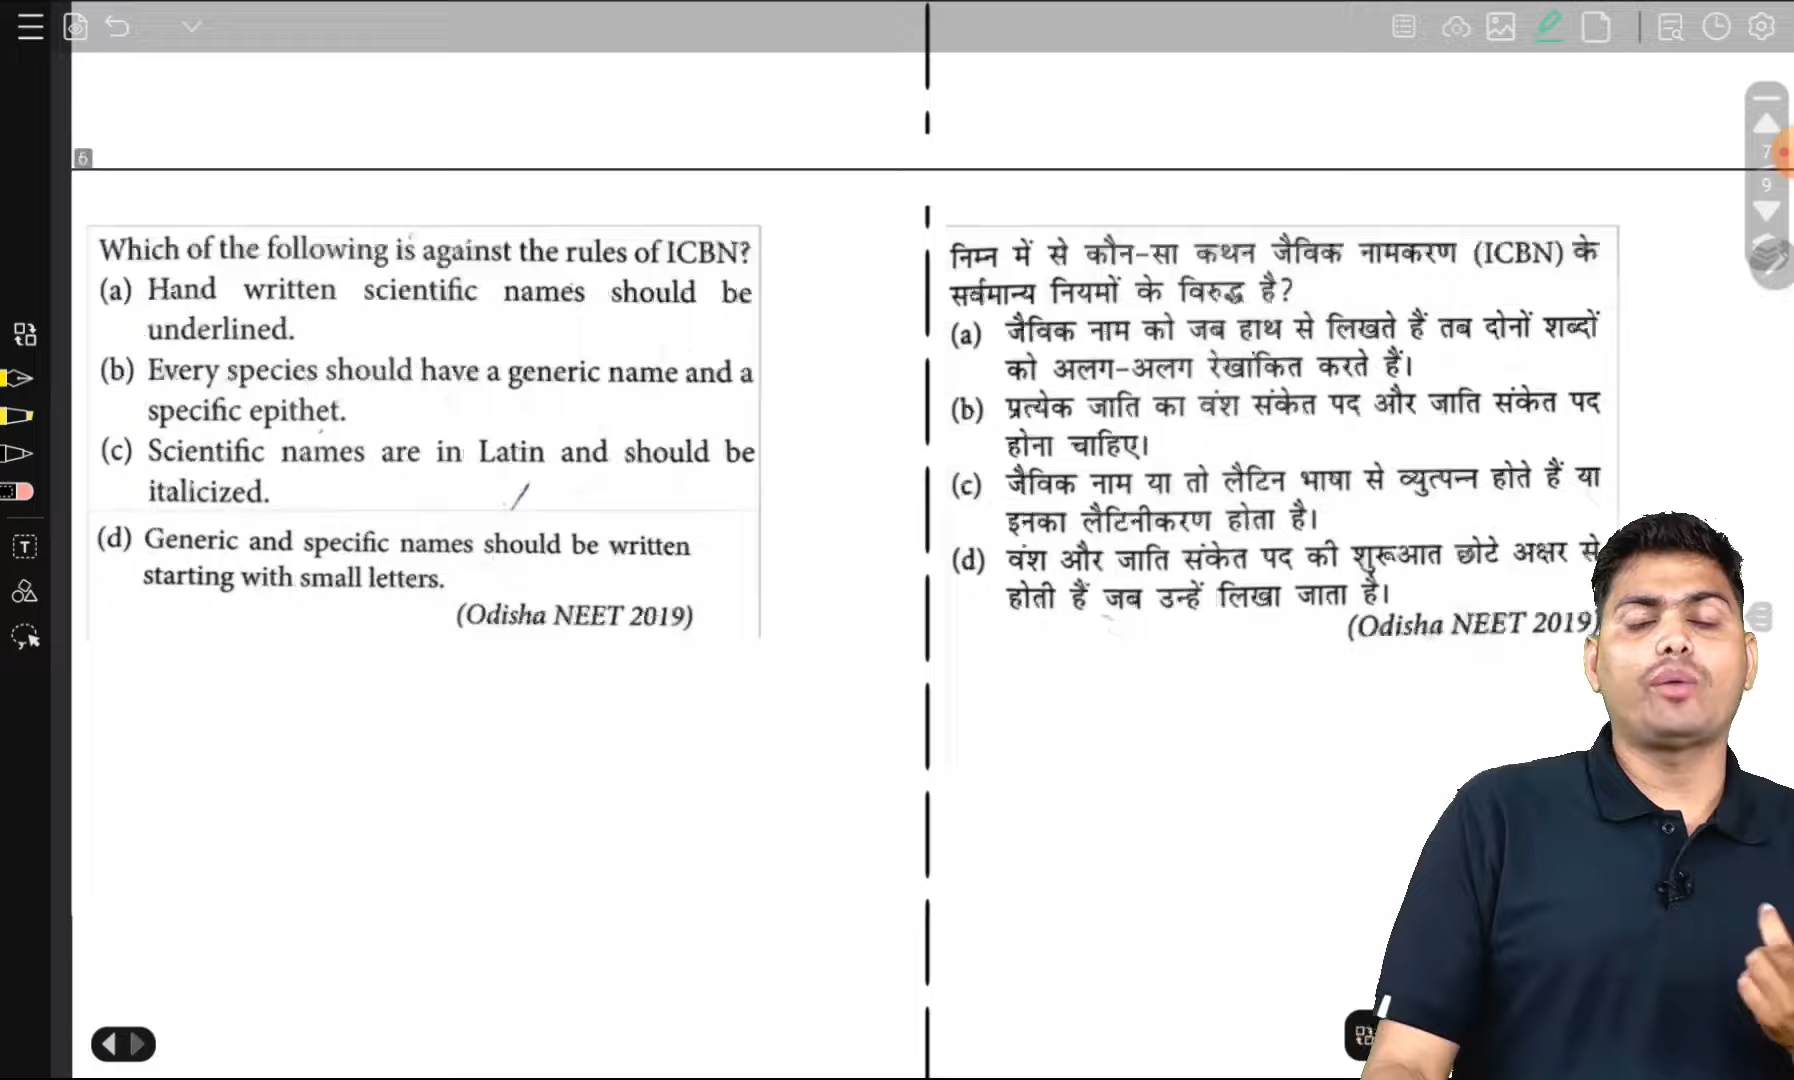 6
7
9
Which of the following is against the rules of ICBN?
(a) Hand written scientific names should be
underlined.
(b) Every species should have a generic name and a
specific epithet.
(c) Scientific names are in Latin and should be
italicized.
(d) Generic and specific names should be written
starting with small letters.
(Odisha NEET 2019)
निम्न में से कौन-सा कथन जैविक नामकरण (ICBN) के
सर्वमान्य नियमों के विरुद्ध है?
(a) जैविक नाम को जब हाथ से लिखते हैं तब दोनों शब्दों
को अलग-अलग रेखांकित करते हैं।
(b) प्रत्येक जाति का वंश संकेत पद और जाति संकेत पद
होना चाहिए।
(c) जैविक नाम या तो लैटिन भाषा से व्युत्पन्न होते हैं या
इनका लैटिनीकरण होता है।
(d) वंश और जाति संकेत पद की शुरूआत छोटे अक्षर से
होती हैं जब उन्हें लिखा जाता है।
(Odisha NEET 2019)
T